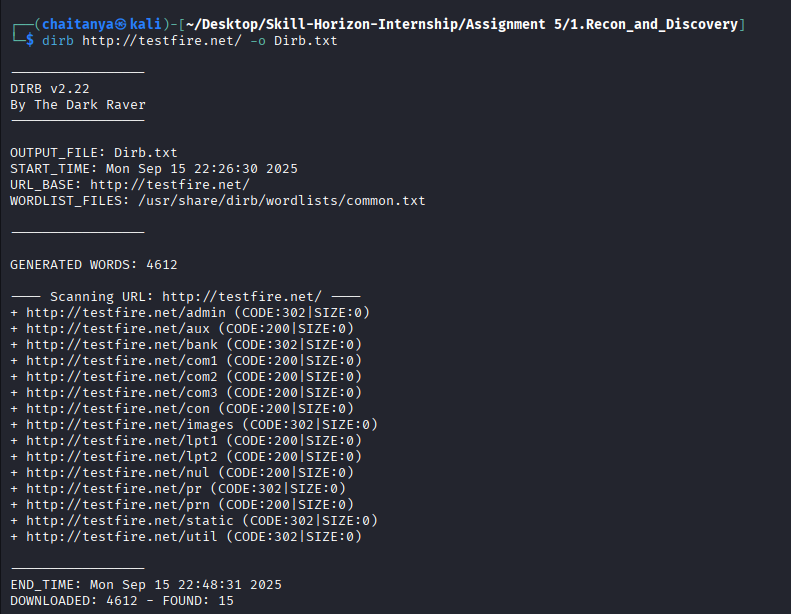 ┌──(chaitanya㉿kali)-[~/Desktop/Skill-Horizon-Internship/Assignment 5/1.Recon_and_Discovery]
└─$ dirb http://testfire.net/ -o Dirb.txt
-----------------
DIRB v2.22
By The Dark Raver
-----------------
OUTPUT_FILE: Dirb.txt
START_TIME: Mon Sep 15 22:26:30 2025
URL_BASE: http://testfire.net/
WORDLIST_FILES: /usr/share/dirb/wordlists/common.txt
-----------------
GENERATED WORDS: 4612
---- Scanning URL: http://testfire.net/ ----
+ http://testfire.net/admin (CODE:302|SIZE:0)
+ http://testfire.net/aux (CODE:200|SIZE:0)
+ http://testfire.net/bank (CODE:302|SIZE:0)
+ http://testfire.net/com1 (CODE:200|SIZE:0)
+ http://testfire.net/com2 (CODE:200|SIZE:0)
+ http://testfire.net/com3 (CODE:200|SIZE:0)
+ http://testfire.net/con (CODE:200|SIZE:0)
+ http://testfire.net/images (CODE:302|SIZE:0)
+ http://testfire.net/lpt1 (CODE:200|SIZE:0)
+ http://testfire.net/lpt2 (CODE:200|SIZE:0)
+ http://testfire.net/nul (CODE:200|SIZE:0)
+ http://testfire.net/pr (CODE:302|SIZE:0)
+ http://testfire.net/prn (CODE:200|SIZE:0)
+ http://testfire.net/static (CODE:302|SIZE:0)
+ http://testfire.net/util (CODE:302|SIZE:0)
-----------------
END_TIME: Mon Sep 15 22:48:31 2025
DOWNLOADED: 4612 - FOUND: 15